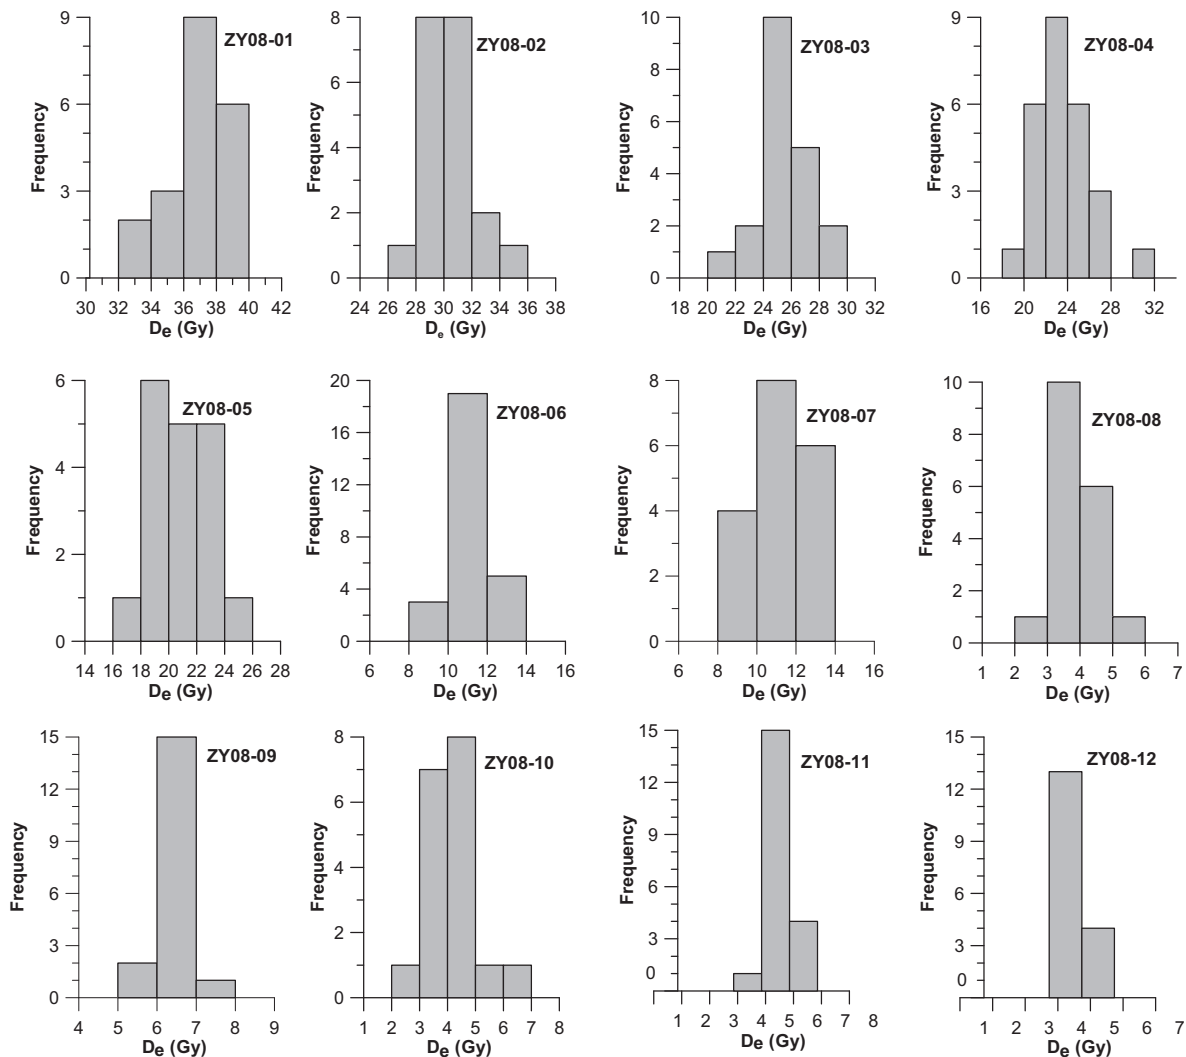 ZY08-01
Frequency
9
6
3
0
30 32 34 36 38 40 42
De (Gy)
ZY08-02
Frequency
8
6
4
2
0
24 26 28 30 32 34 36 38
De (Gy)
ZY08-03
Frequency
10
8
6
4
2
0
18 20 22 24 26 28 30 32
De (Gy)
ZY08-04
Frequency
9
6
3
0
16 20 24 28 32
De (Gy)
ZY08-05
Frequency
6
4
2
0
14 16 18 20 22 24 26 28
De (Gy)
ZY08-06
Frequency
20
16
12
8
4
0
6 8 10 12 14 16
De (Gy)
ZY08-07
Frequency
8
6
4
2
0
6 8 10 12 14 16
De (Gy)
ZY08-08
Frequency
10
8
6
4
2
0
1 2 3 4 5 6 7
De (Gy)
ZY08-09
Frequency
15
12
9
6
3
0
4 5 6 7 8 9
De (Gy)
ZY08-10
Frequency
8
6
4
2
0
1 2 3 4 5 6 7 8
De (Gy)
ZY08-11
Frequency
15
12
9
6
3
0
1 2 3 4 5 6 7 8
De (Gy)
ZY08-12
Frequency
15
12
9
6
3
0
1 2 3 4 5 6 7
De (Gy)